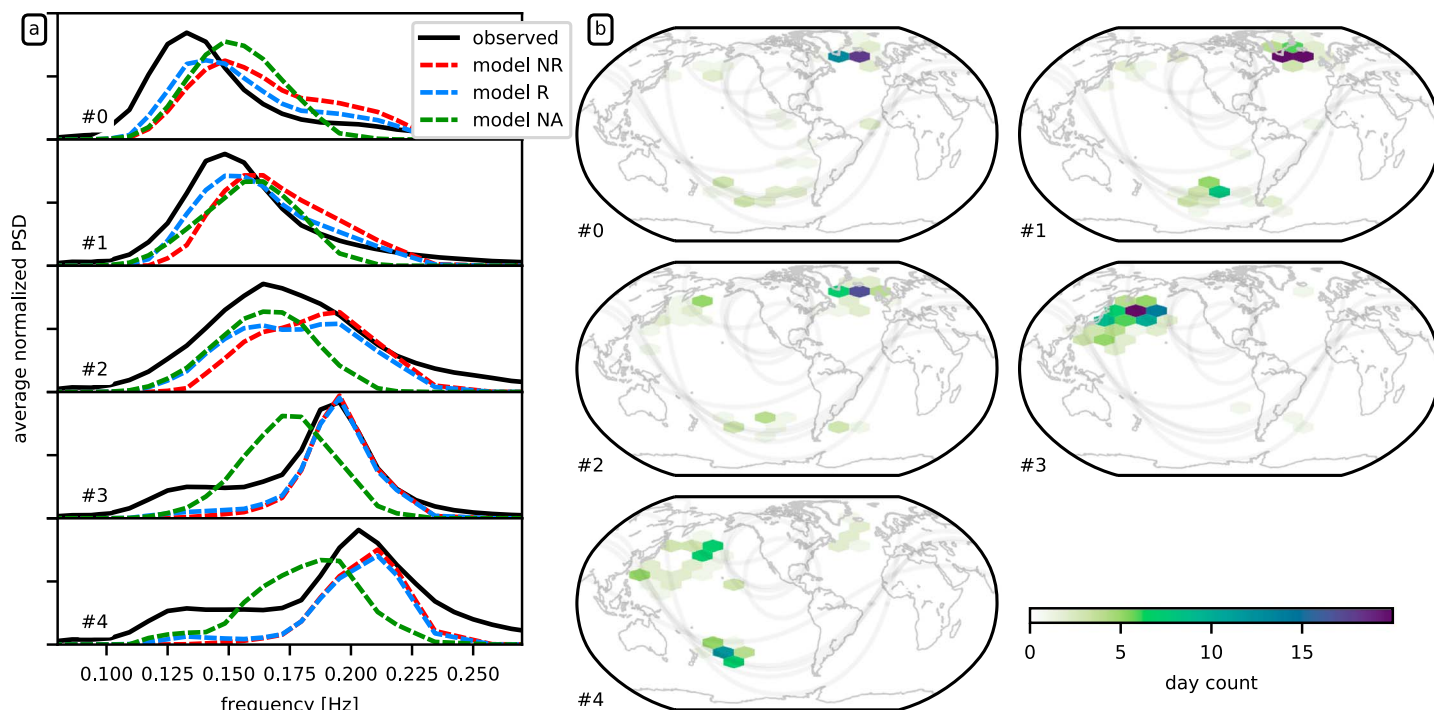 a
observed
model NR
model R
model NA
#0
#1
#2
#3
#4
average normalized PSD
0.100 0.125 0.150 0.175 0.200 0.225 0.250
frequency [Hz]
b
#0
#1
#2
#3
#4
0 5 10 15
day count